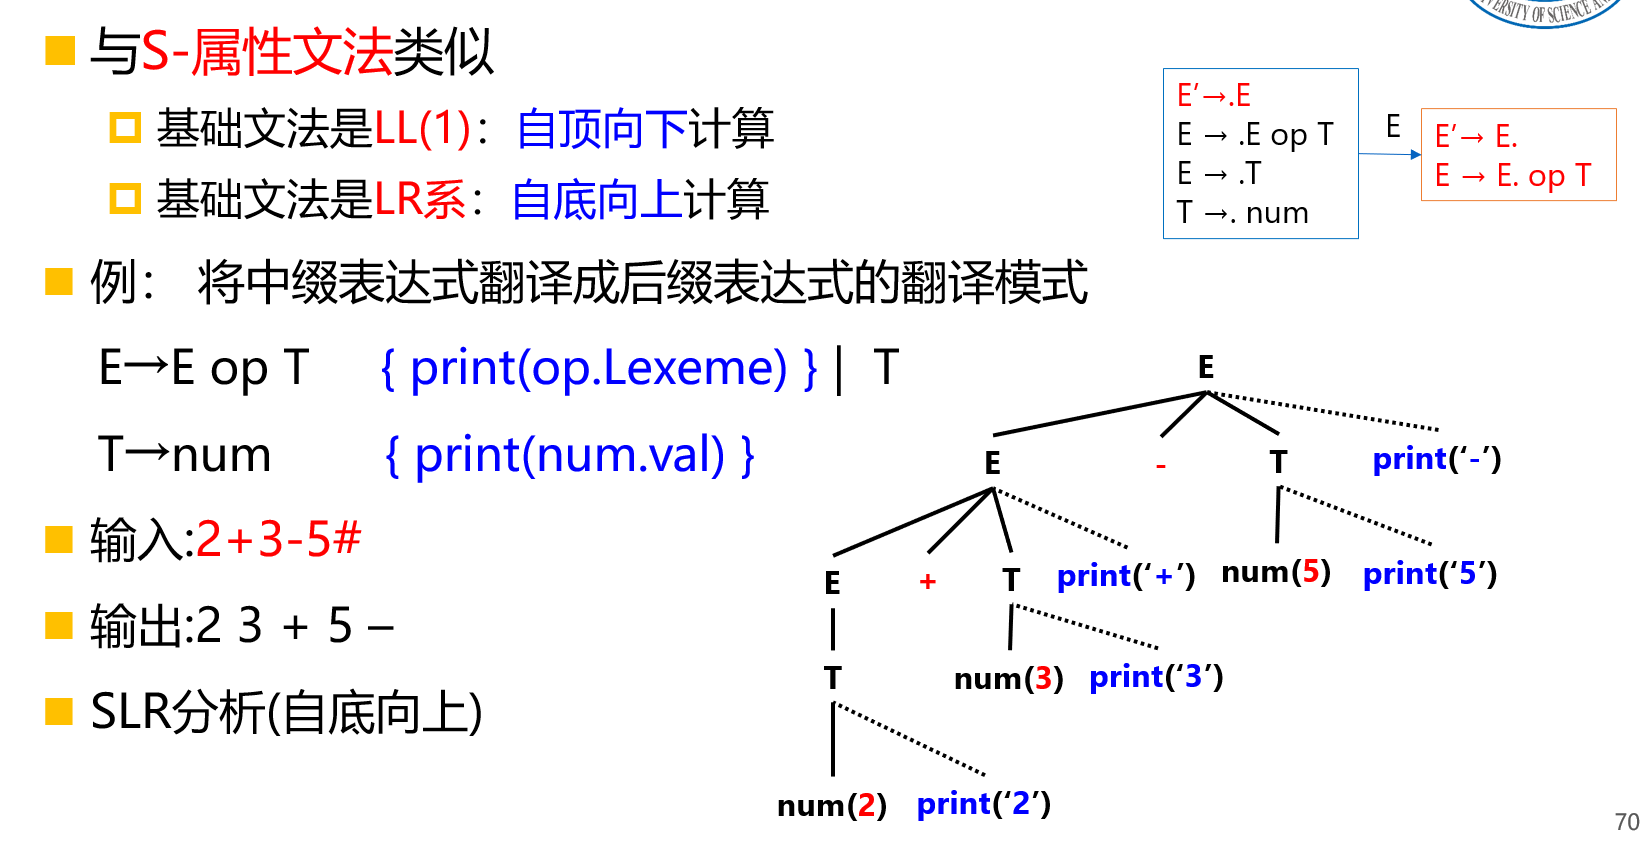 UNIVERSITY OF SCIENCE AN
与S-属性文法类似
基础文法是LL(1)：自顶向下计算
基础文法是LR系：自底向上计算
E’→.E
E → .E op T
E → .T
T →. num
E
E’→ E.
E → E. op T
例： 将中缀表达式翻译成后缀表达式的翻译模式
E→E op T { print(op.Lexeme) } | T
T→num { print(num.val) }
输入:2+3-5#
输出:2 3 + 5 –
SLR分析(自底向上)
E
E - T print(‘-’)
E + T print(‘+’) num(5) print(‘5’)
T num(3) print(‘3’)
num(2) print(‘2’)
70